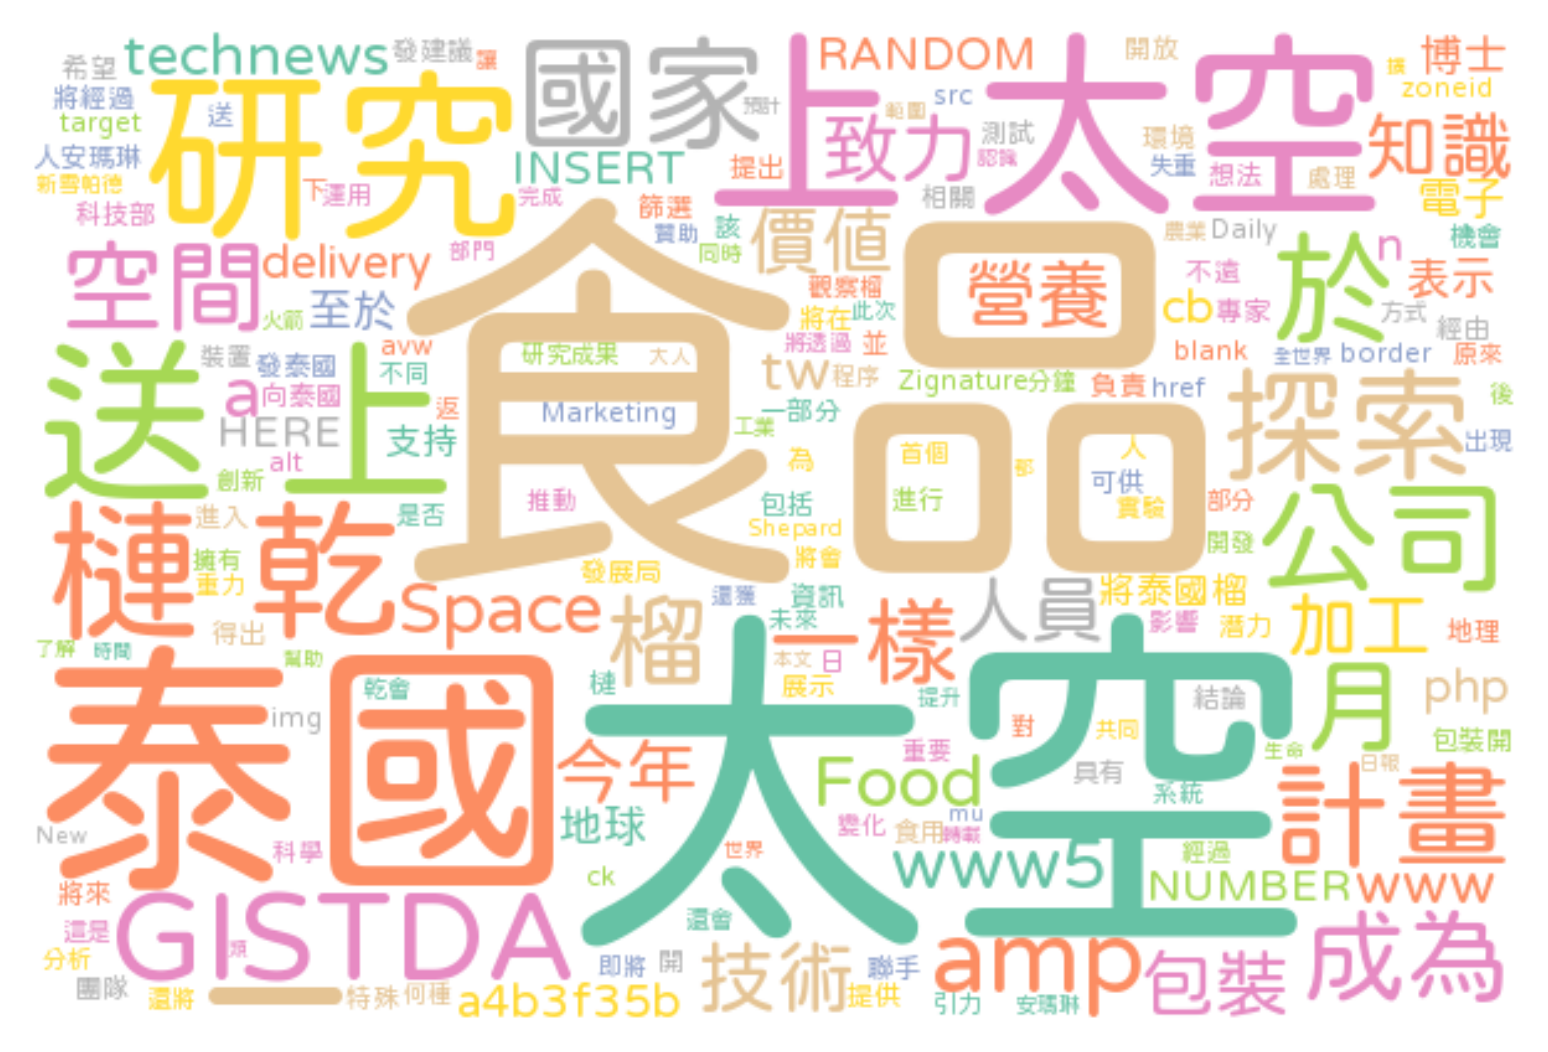 希望
technews
發建議
讓
國家
RANDOM
開放
擴
博士
將經過
target
送
研究
預計
上太空
範圍
src
zoneid
人安瑪琳
新雪帕德
科技部
下
運用
INSERT
完成
提出
致力
測試
認識
環境
失重
想法
處理
知識
電子
篩選
贊助
該
同時
價值
相關
農業
Daily
機會
空間
delivery
部門
食品
營養
不遠
於
n
表示
火箭
至於
觀察榴
將在
此次
cb
專家
方式
經由
裝置
發泰國
avw
不同
研究成果
大人
將透過
並
blank
全世界
border
原來
送上
a
向泰國
返
tw
程序
Zignature
分鐘
負責
href
探索
後
HERE
支持
Marketing
一部分
工業
出現
alt
創新
為
首個
部
人
可供
推動
包括
進行
實驗
部分
公司
槤乾
進入
是否
Shepard
擁有
重力
將會
開發
發展局
Space
榴
還獲
資訊
人員
將泰國榴
得出
未來
一樣
影響
潛力
加工
地理
了解
時間
幫助
本文
日
泰國
乾會
槤
展示
太空
提升
結論
月
php
img
今年
對
共同
包裝開
重要
生命
日報
Food
具有
系統
計畫
New
科學
地球
變化
食用
mu
轉載
世界
www5
經過
ck
NUMBER
www
將來
GISTDA
這是
類
還會
分析
amp
成為
即將
開
技術
聯手
包裝
團隊
還將
一
特殊
何種
a4b3f35b
提供
引力
安瑪琳